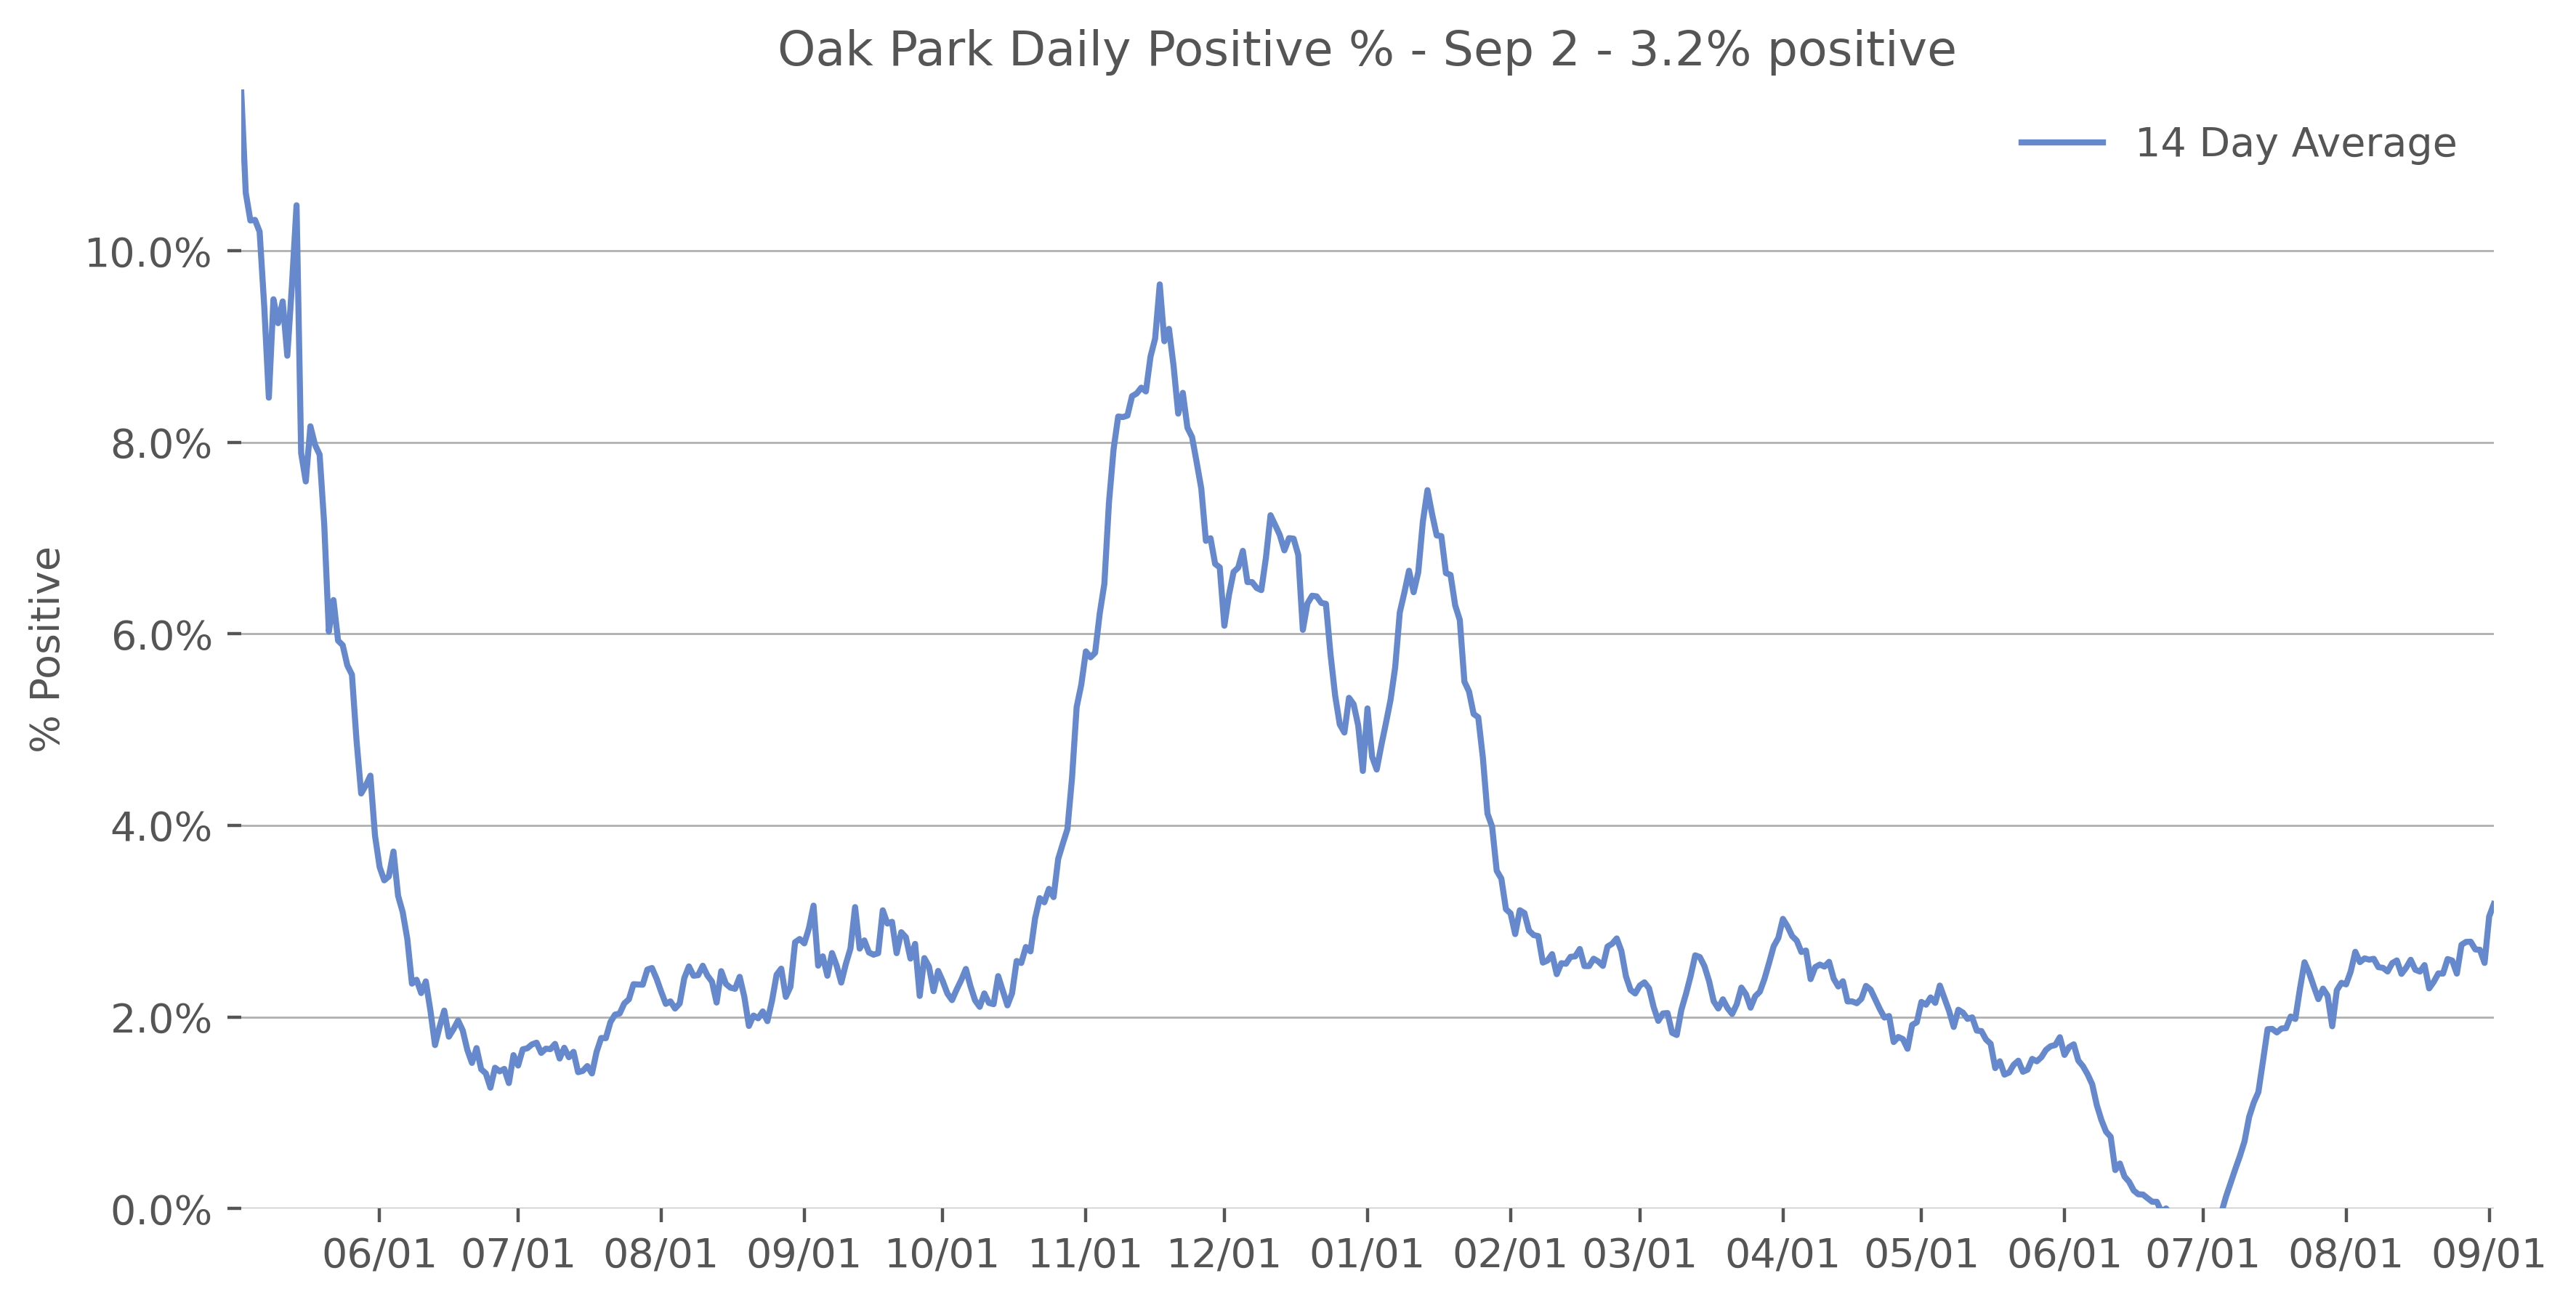 Oak Park Daily Positive % - Sep 2 - 3.2% positive
14 Day Average
% Positive
10.0%
8.0%
6.0%
4.0%
2.0%
0.0%
06/01 07/01 08/01 09/01 10/01 11/01 12/01 01/01 02/01 03/01 04/01 05/01 06/01 07/01 08/01 09/01